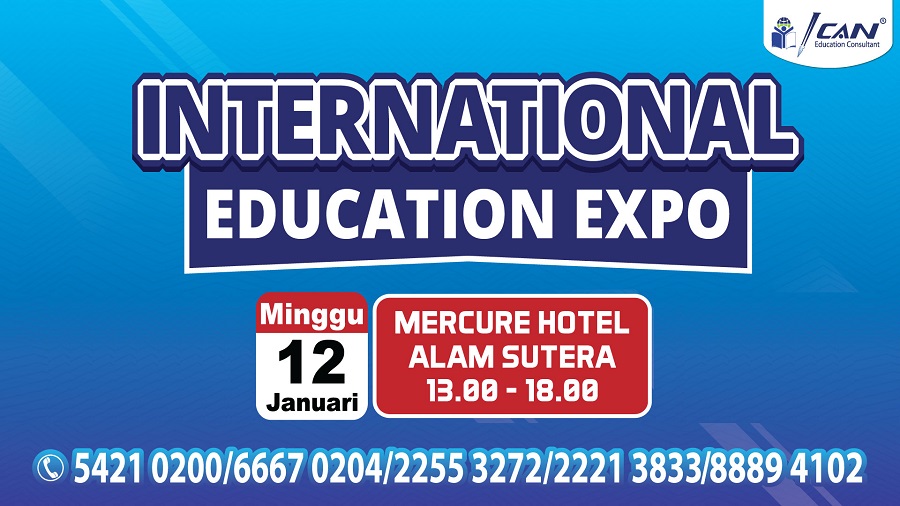 ICAN®
Education Consultant
INTERNATIONAL
EDUCATION EXPO
Minggu
12
Januari
MERCURE HOTEL
ALAM SUTERA
13.00 - 18.00
5421 0200/6667 0204/2255 3272/2221 3833/8889 4102